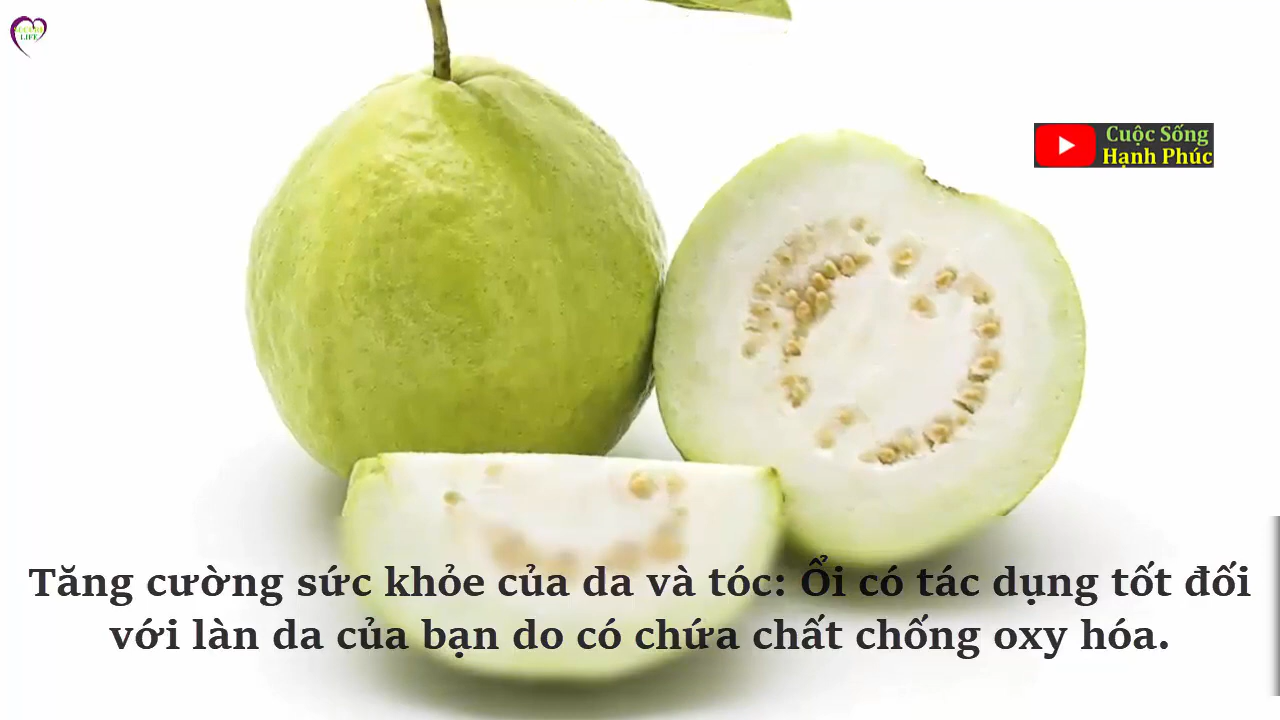 LIFE
Cuộc Sống
Hạnh Phúc
Tăng cường sức khỏe của da và tóc: Ổi có tác dụng tốt đối
với làn da của bạn do có chứa chất chống oxy hóa.